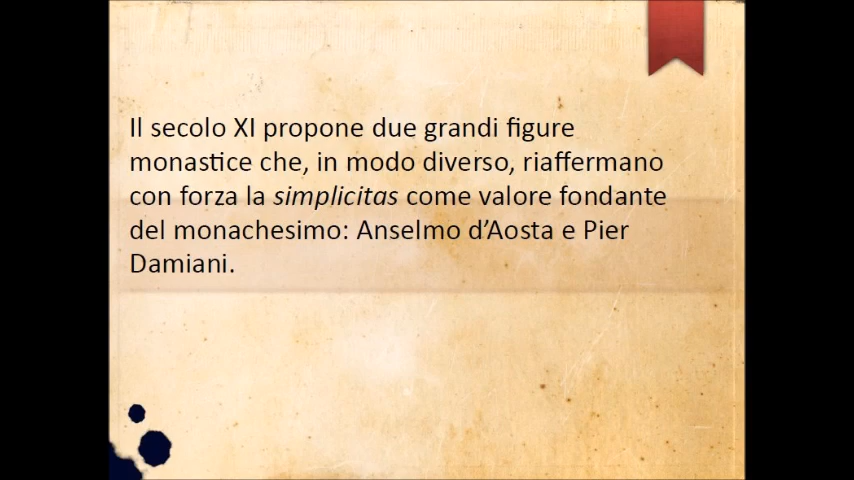 Il secolo XI propone due grandi figure
monastice che, in modo diverso, riaffermano
con forza la simplicitas come valore fondante
del monachesimo: Anselmo d’Aosta e Pier
Damiani.